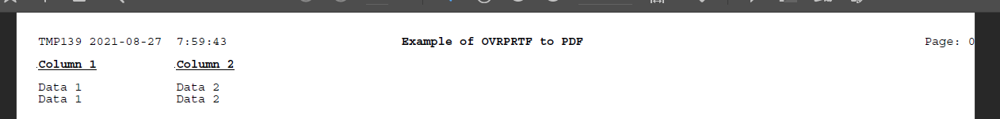 TMP139 2021-08-27 7:59:43 Example of OVRPRTF to PDF Page: 0
Column 1 Column 2
Data 1 Data 2
Data 1 Data 2